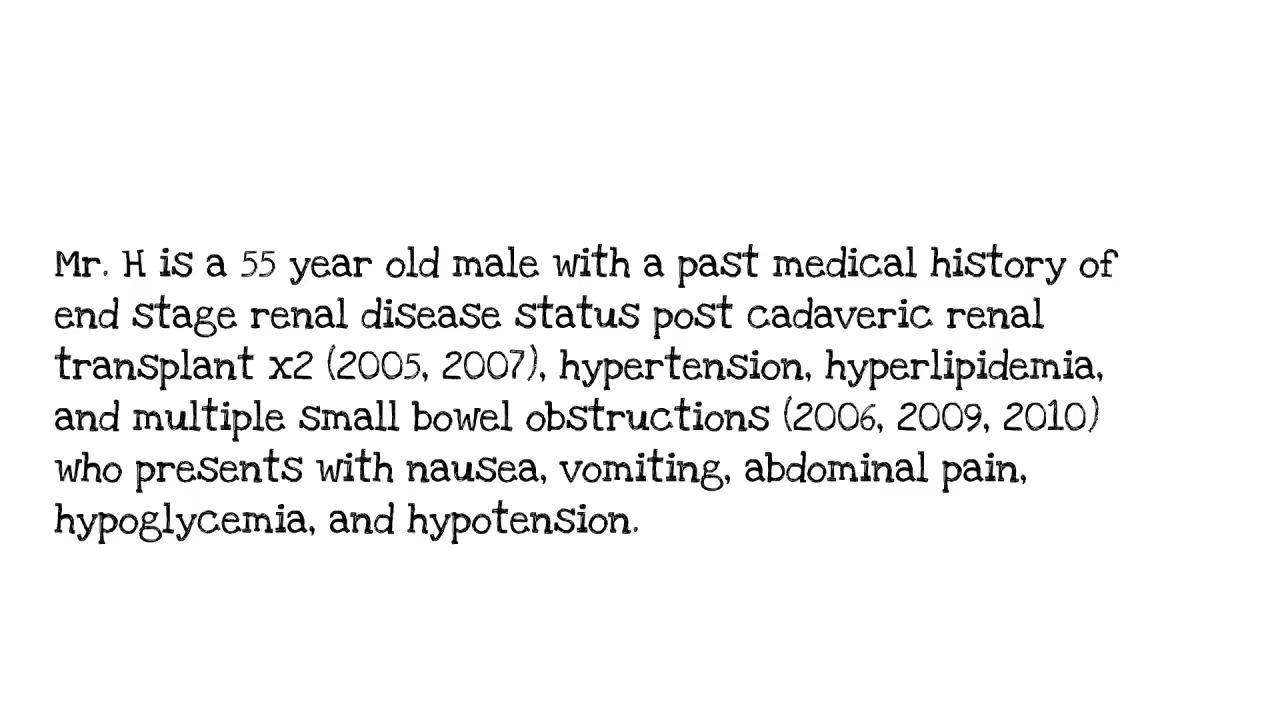 Mr. H is a 55 year old male with a past medical history of
end stage renal disease status post cadaveric renal
transplant x2 (2005, 2007), hypertension, hyperlipidemia,
and multiple small bowel obstructions (2006, 2009, 2010)
who presents with nausea, vomiting, abdominal pain,
hypoglycemia, and hypotension.